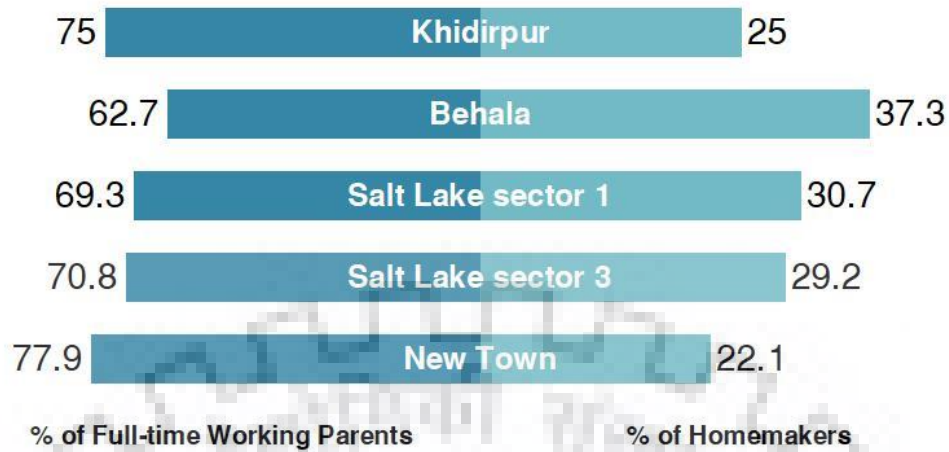 75 Khidirpur 25
62.7 Behala 37.3
69.3 Salt Lake sector 1 30.7
70.8 Salt Lake sector 3 29.2
77.9 New Town 22.1
% of Full-time Working Parents % of Homemakers